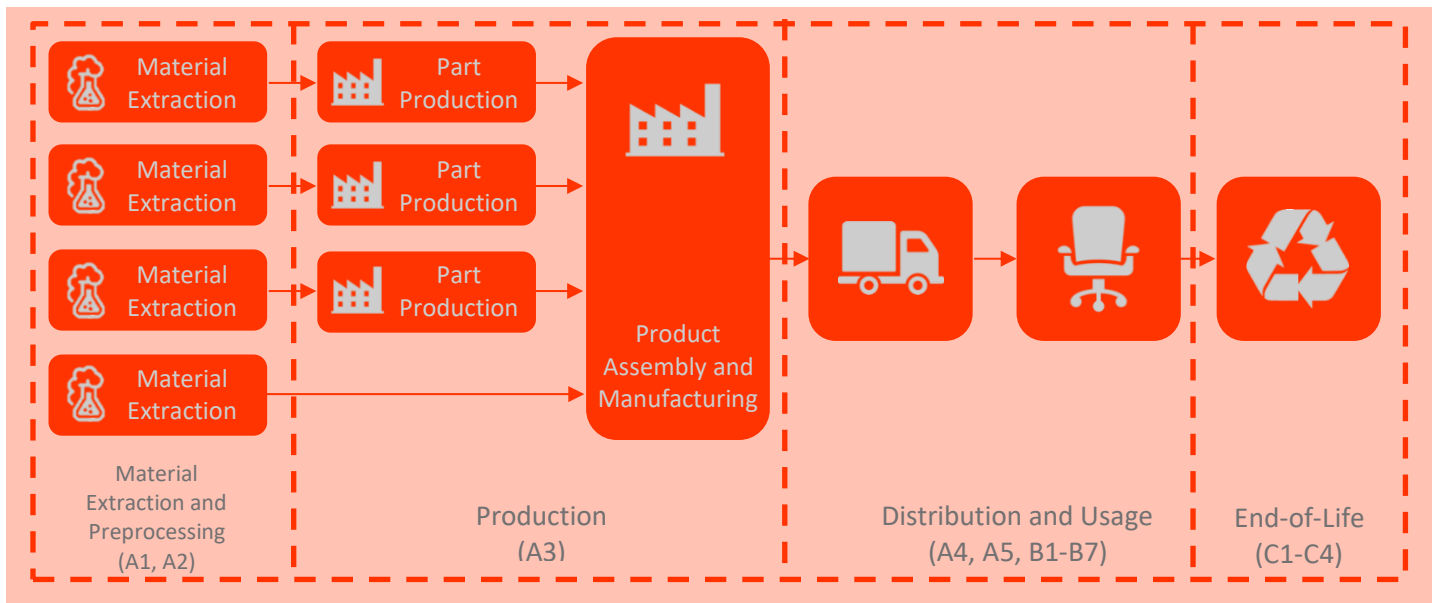 Material
Extraction
Part
Production
Material
Extraction
Part
Production
Material
Extraction
Part
Production
Material
Extraction
Product
Assembly and
Manufacturing
Material
Extraction and
Preprocessing
(A1, A2)
Production
(A3)
Distribution and Usage
(A4, A5, B1-B7)
End-of-Life
(C1-C4)